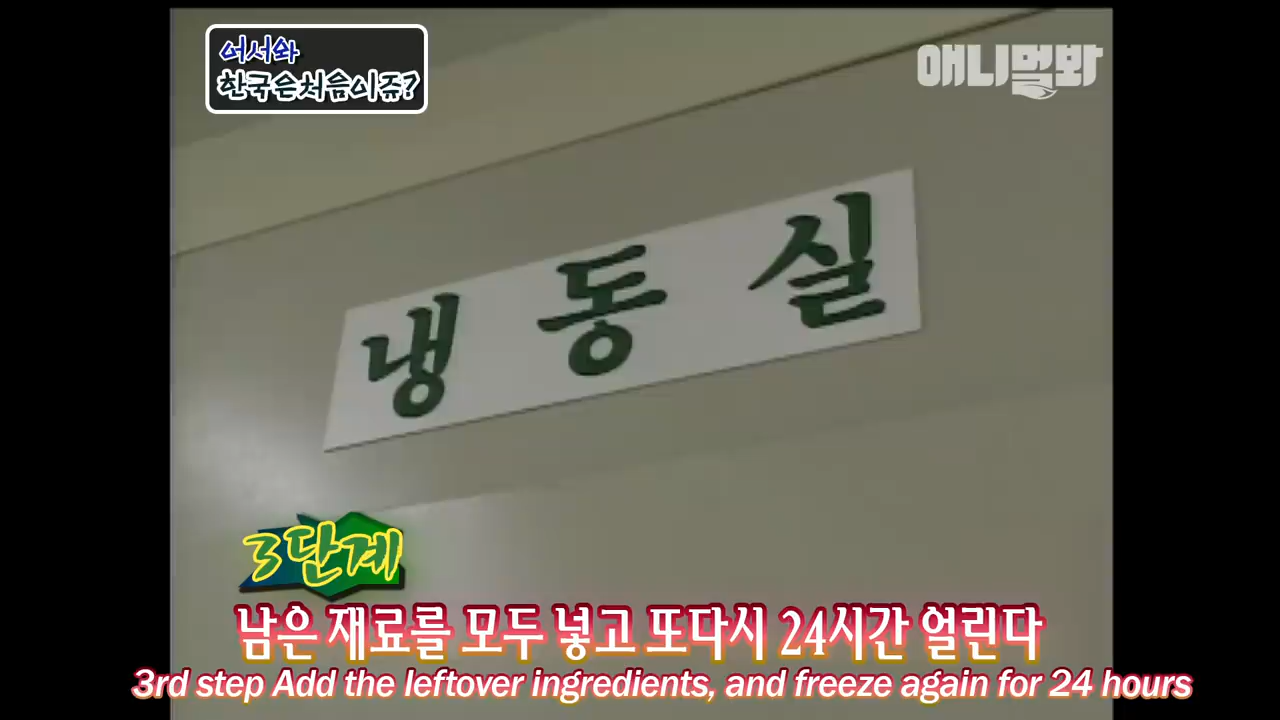 어서와
한국은처음이쥬?
애니멀봐
냉동실
3단계
남은 재료를 모두 넣고 또다시 24시간 얼린다
3rd step Add the leftover ingredients, and freeze again for 24 hours